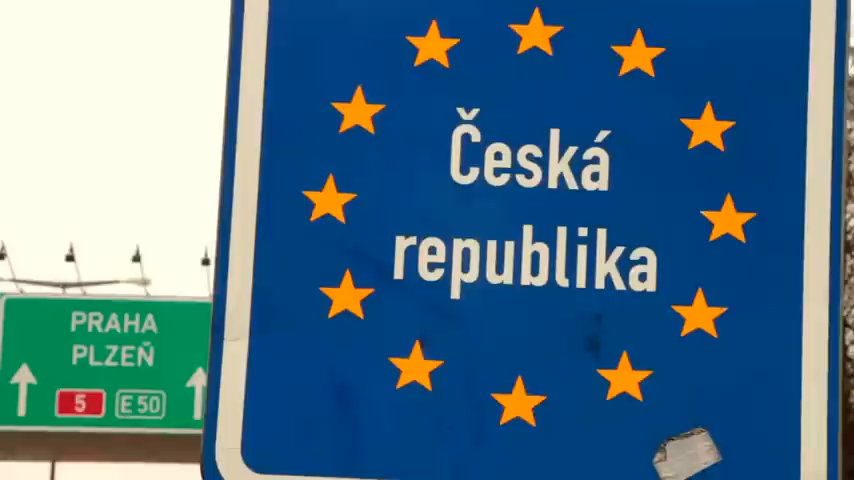 Česká
republika
PRAHA
PLZEŇ
5 E 50